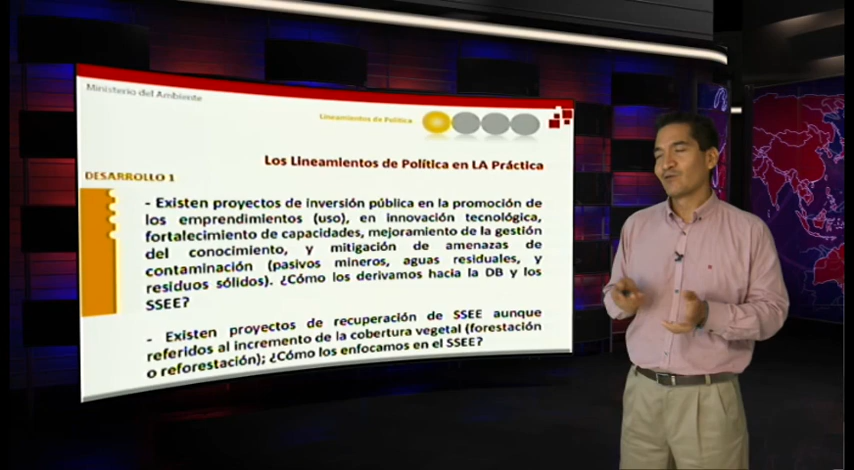 Ministerio del Ambiente
Lineamientos de Política
Los Lineamientos de Política en LA Práctica
DESARROLLO 1
- Existen proyectos de inversión pública en la promoción de
los emprendimientos (uso), en innovación tecnológica,
fortalecimiento de capacidades, mejoramiento de la gestión
del conocimiento, y mitigación de amenazas de
contaminación (pasivos mineros, aguas residuales, y
residuos sólidos). ¿Cómo los derivamos hacia la DB y los
SSEE?
- Existen proyectos de recuperación de SSEE aunque
referidos al incremento de la cobertura vegetal (forestación
o reforestación); ¿Cómo los enfocamos en el SSEE?